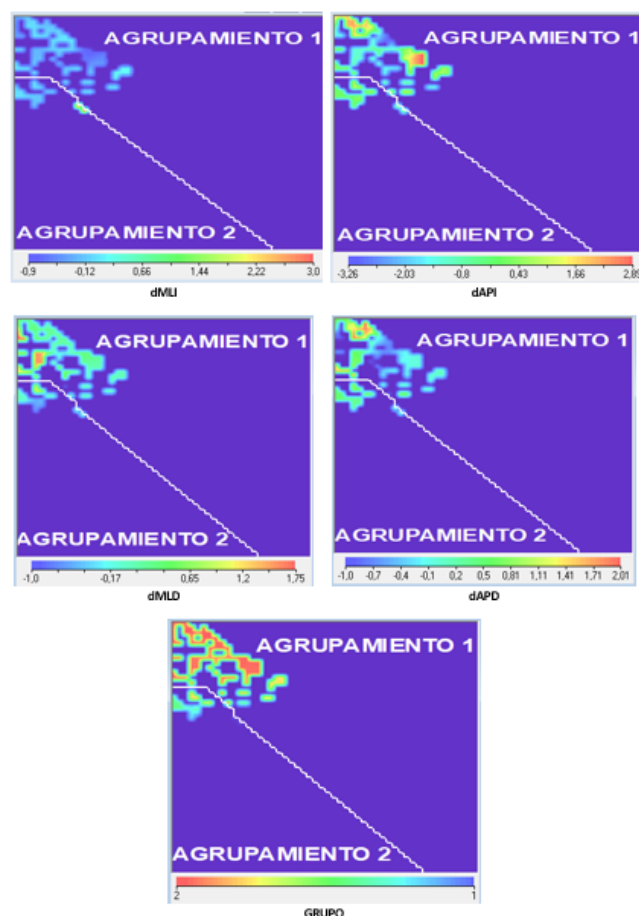 AGRUPAMIENTO 1
AGRUPAMIENTO 2
-0,9 -0,12 0,66 1,44 2,22 3,0
dMLI
AGRUPAMIENTO 1
AGRUPAMIENTO 2
-3,26 -2,03 -0,8 0,43 1,66 2,89
dAPI
AGRUPAMIENTO 1
AGRUPAMIENTO 2
-1,0 -0,17 0,65 1,2 1,75
dMLD
AGRUPAMIENTO 1
AGRUPAMIENTO 2
-1,0 -0,7 -0,4 -0,1 0,2 0,5 0,81 1,11 1,41 1,71 2,01
dAPD
AGRUPAMIENTO 1
AGRUPAMIENTO 2
2 1
GRUPO